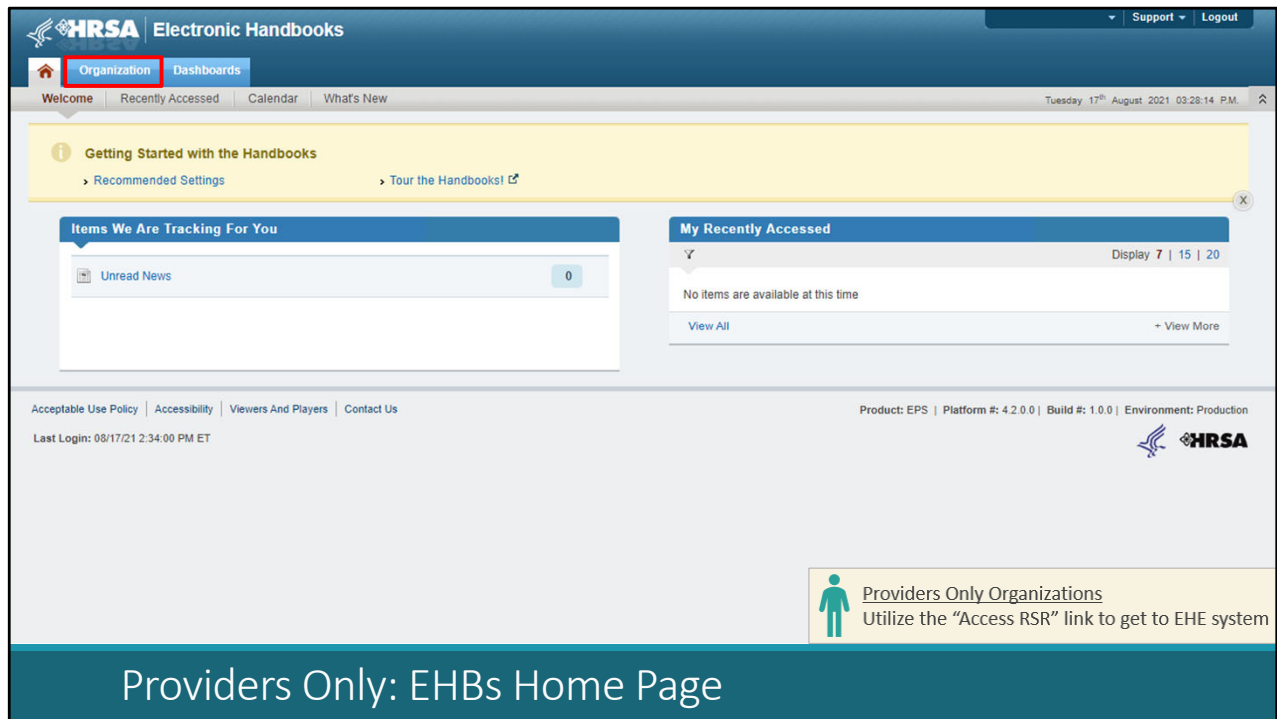 HRSA Electronic Handbooks
Support Logout
Organization Dashboards
Welcome Recently Accessed Calendar What's New
Tuesday 17th August 2021 03:28:14 P.M.
Getting Started with the Handbooks
Recommended Settings Tour the Handbooks!
Items We Are Tracking For You
Unread News 0
My Recently Accessed
Display 7 | 15 | 20
No items are available at this time
View All + View More
Acceptable Use Policy | Accessibility | Viewers And Players | Contact Us
Product: EPS | Platform #: 4.2.0.0 | Build #: 1.0.0 | Environment: Production
Last Login: 08/17/21 2:34:00 PM ET
HRSA
Providers Only Organizations
Utilize the “Access RSR” link to get to EHE system
Providers Only: EHBs Home Page